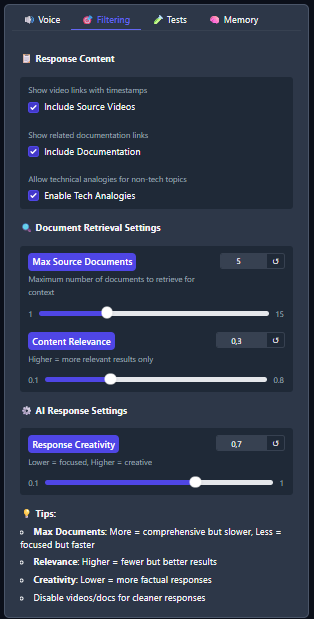 🔊 Voice 🎯 Filtering 🧪 Tests 🧠 Memory
📋 Response Content
Show video links with timestamps
Include Source Videos
Show related documentation links
Include Documentation
Allow technical analogies for non-tech topics
Enable Tech Analogies
🔍 Document Retrieval Settings
Max Source Documents 5 ↺
Maximum number of documents to retrieve for
context
1 15
Content Relevance 0,3 ↺
Higher = more relevant results only
0.1 0.8
⚙️ AI Response Settings
Response Creativity 0,7 ↺
Lower = focused, Higher = creative
0.1 1
💡 Tips:
Max Documents: More = comprehensive but slower, Less =
focused but faster
Relevance: Higher = fewer but better results
Creativity: Lower = more factual responses
Disable videos/docs for cleaner responses